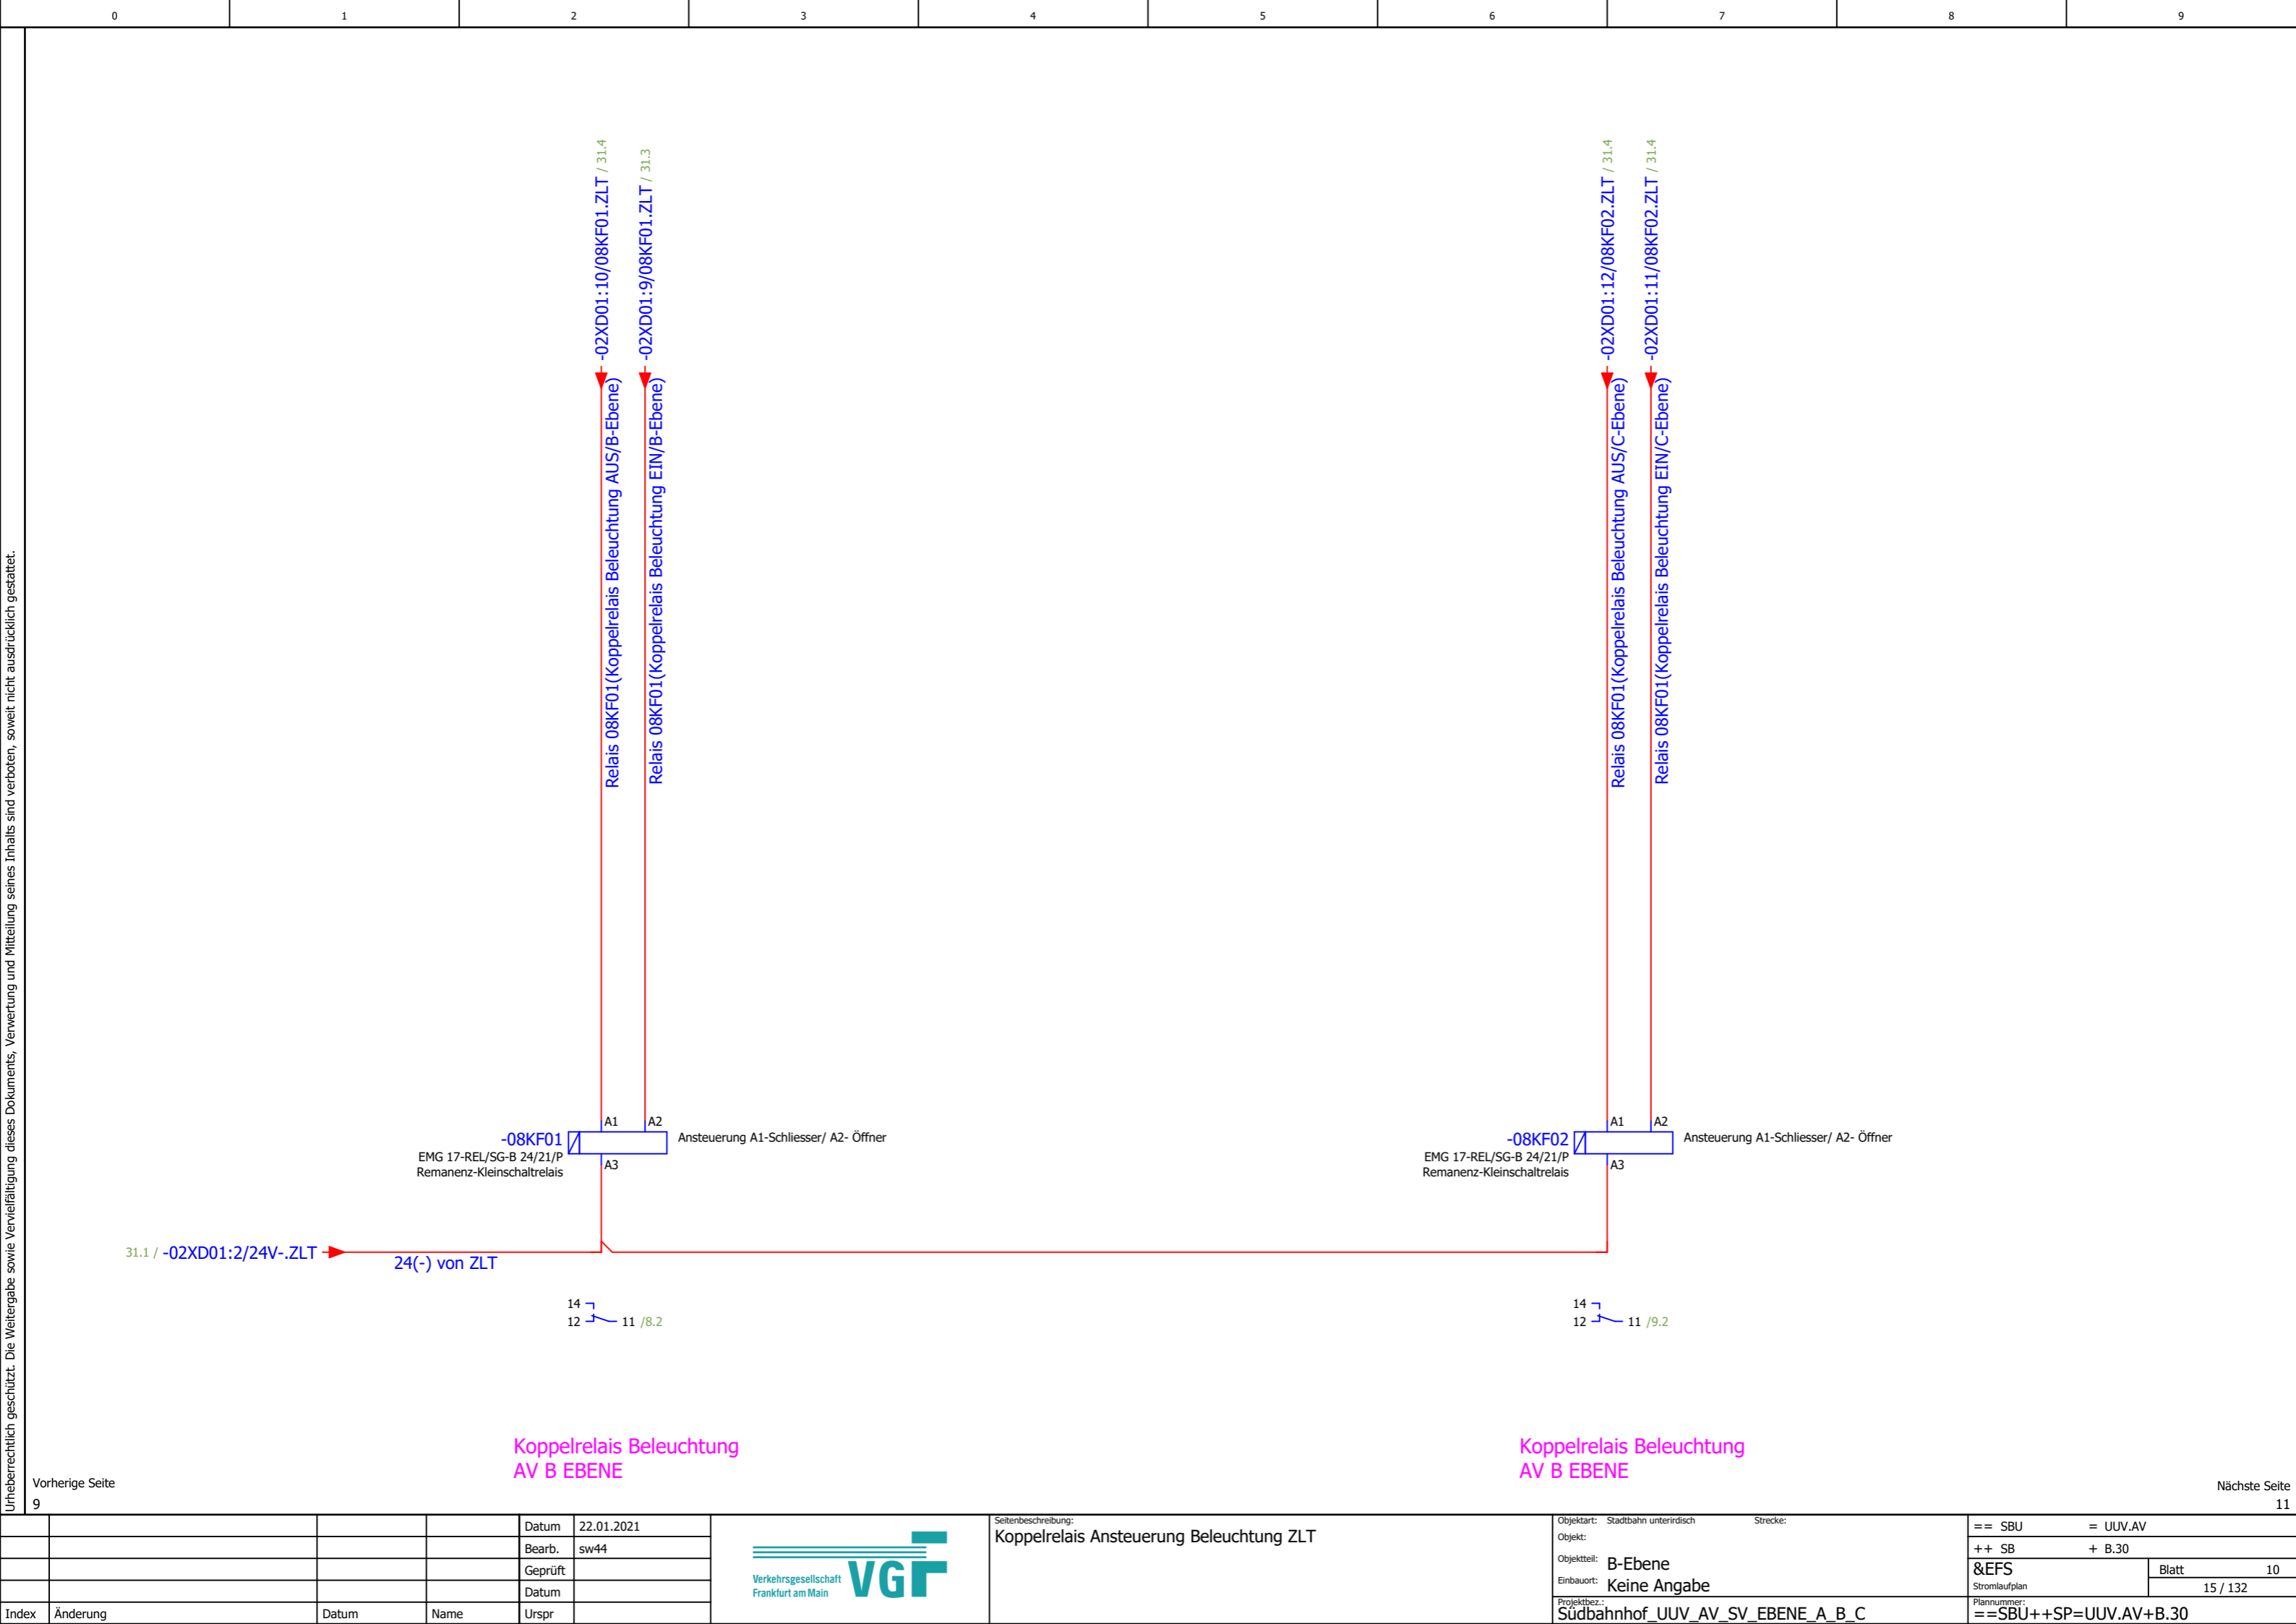 0 1 2 3 4 5 6 7 8 9
-02XD01:10/08KF01.ZLT / 31.4
-02XD01:9/08KF01.ZLT / 31.3
-02XD01:12/08KF02.ZLT / 31.4
-02XD01:11/08KF02.ZLT / 31.4
Relais 08KF01(Koppelrelais Beleuchtung AUS/B-Ebene)
Relais 08KF01(Koppelrelais Beleuchtung EIN/B-Ebene)
Relais 08KF01(Koppelrelais Beleuchtung AUS/C-Ebene)
Relais 08KF01(Koppelrelais Beleuchtung EIN/C-Ebene)
A1 A2
-08KF01
Ansteuerung A1-Schliesser/ A2- Öffner
EMG 17-REL/SG-B 24/21/P
Remanenz-Kleinschaltrelais
A3
A1 A2
-08KF02
Ansteuerung A1-Schliesser/ A2- Öffner
EMG 17-REL/SG-B 24/21/P
Remanenz-Kleinschaltrelais
A3
31.1 / -02XD01:2/24V-.ZLT
24(-) von ZLT
14
12 11 /8.2
14
12 11 /9.2
Koppelrelais Beleuchtung
AV B EBENE
Koppelrelais Beleuchtung
AV B EBENE
Urheberrechtlich geschützt. Die Weitergabe sowie Vervielfältigung dieses Dokuments, Verwertung und Mitteilung seines Inhalts sind verboten, soweit nicht ausdrücklich gestattet.
Vorherige Seite
9
Nächste Seite
11
Datum 22.01.2021
Bearb. sw44
Geprüft
Datum
Index Änderung Datum Name Urspr
Verkehrsgesellschaft
Frankfurt am Main
VGF
Seitenbeschreibung:
Koppelrelais Ansteuerung Beleuchtung ZLT
Objektart: Stadtbahn unterirdisch Strecke:
Objekt:
Objektteil: B-Ebene
Einbauort: Keine Angabe
Projektbez.:
Südbahnhof_UUV_AV_SV_EBENE_A_B_C
== SBU = UUV.AV
++ SB + B.30
&EFS
Stromlaufplan
Blatt 10
15 / 132
Plannummer:
==SBU++SP=UUV.AV+B.30